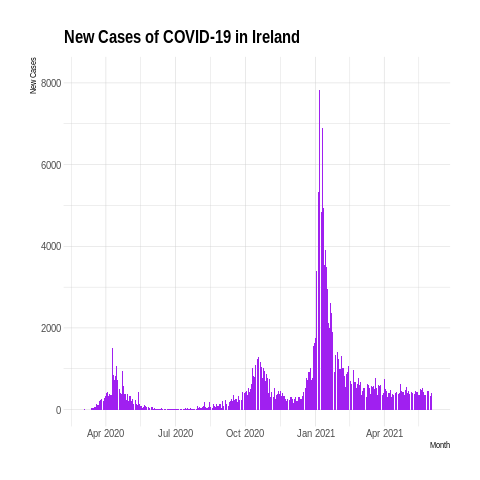 New Cases of COVID-19 in Ireland
New Cases
8000
6000
4000
2000
0
Apr 2020 Jul 2020 Oct 2020 Jan 2021 Apr 2021
Month